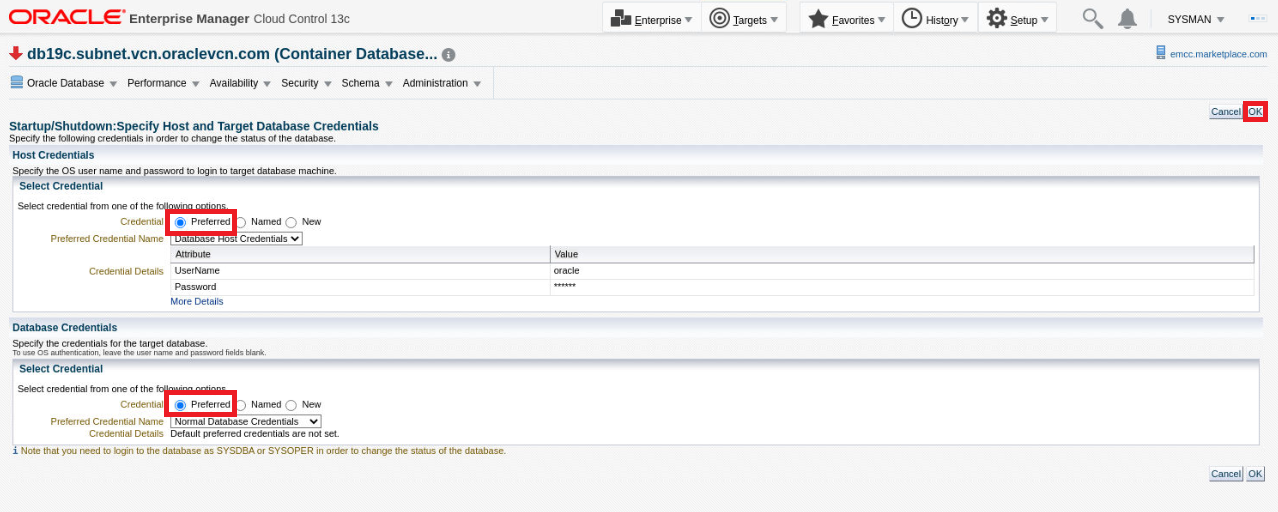 ORACLE® Enterprise Manager Cloud Control 13c Enterprise Targets Favorites History Setup SYSMAN
db19c.subnet.vcn.oraclevcn.com (Container Database... emcc.marketplace.com
Oracle Database Performance Availability Security Schema Administration
Cancel OK
Startup/Shutdown:Specify Host and Target Database Credentials
Specify the following credentials in order to change the status of the database.
Host Credentials
Specify the OS user name and password to login to target database machine.
Select Credential
Select credential from one of the following options.
Credential Preferred Named New
Preferred Credential Name Database Host Credentials
Attribute Value
Credential Details UserName oracle
Password ******
More Details
Database Credentials
Specify the credentials for the target database.
To use OS authentication, leave the user name and password fields blank.
Select Credential
Select credential from one of the following options.
Credential Preferred Named New
Preferred Credential Name Normal Database Credentials
Credential Details Default preferred credentials are not set.
Note that you need to login to the database as SYSDBA or SYSOPER in order to change the status of the database.
Cancel OK